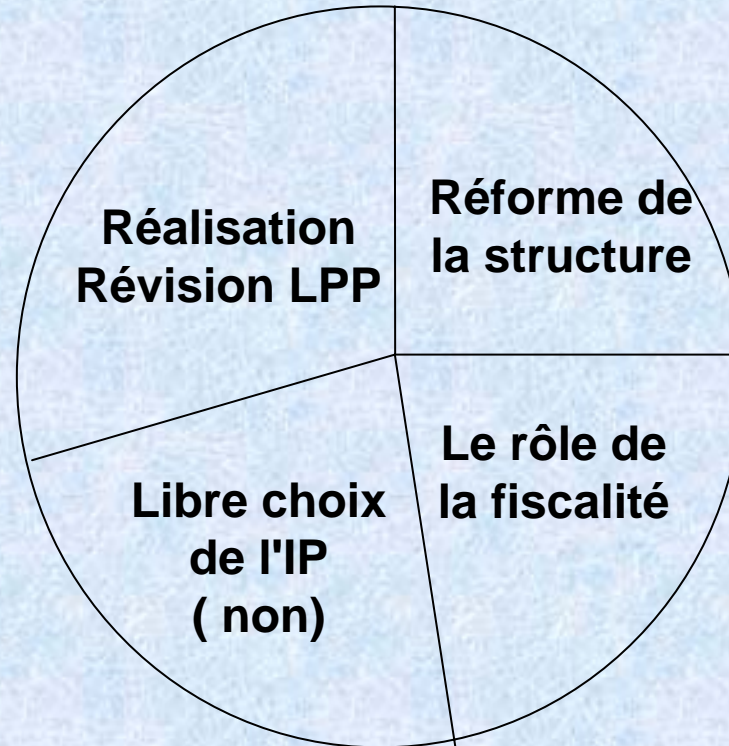 Réalisation
Révision LPP
Réforme de
la structure
Libre choix
de l'IP
( non)
Le rôle de
la fiscalité